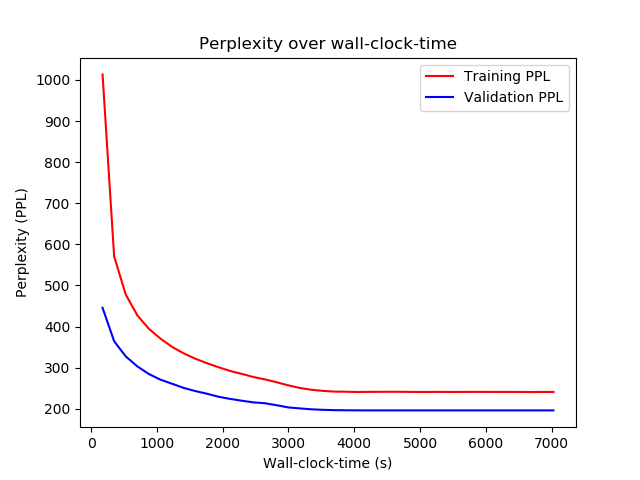 Perplexity over wall-clock-time
Training PPL
Validation PPL
Perplexity (PPL)
1000
900
800
700
600
500
400
300
200
0 1000 2000 3000 4000 5000 6000 7000
Wall-clock-time (s)